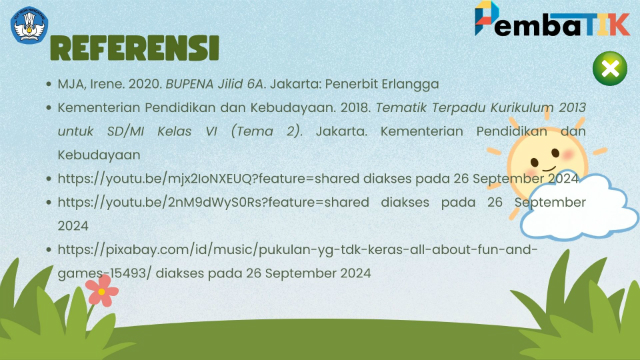 PembaTIK
REFERENSI
• MJA, Irene. 2020. BUPENA Jilid 6A. Jakarta: Penerbit Erlangga
• Kementerian Pendidikan dan Kebudayaan. 2018. Tematik Terpadu Kurikulum 2013
untuk SD/MI Kelas VI (Tema 2). Jakarta. Kementerian Pendidikan dan
Kebudayaan
• https://youtu.be/mjx2IoNXEUQ?feature=shared diakses pada 26 September 2024
• https://youtu.be/2nM9dWyS0Rs?feature=shared diakses pada 26 September
2024
• https://pixabay.com/id/music/pukulan-yg-tdk-keras-all-about-fun-and-
games-15493/ diakses pada 26 September 2024